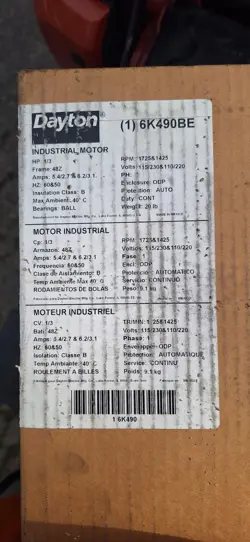 Dayton® (1) 6K490BE
INDUSTRIAL MOTOR
HP: 1/3 RPM: 1725&1425
Frame: 48Z Volts: 115/230&110/220
Amps: 5.4/2.7 & 6.2/3.1 PH:
HZ: 60&50 Enclosure: ODP
Insulation Class: B Protection: AUTO
Max Ambient: 40° C Duty: CONT
Bearings: BALL Weight: 20 lb
MOTOR INDUSTRIAL
Cp: 1/3 RPM: 1725&1425
Armazon: 48Z Volts: 115/230&110/220
Amps: 5.4/2.7 & 6.2/3.1 Fase
Frequencia: 60&50 Encl: ODP
Clase de Aislamiento: B Protección: AUTOMATICO
Temp Ambiente Max 40° C Service: CONTINUO
RODAMIENTOS DE BOLAS Peso: 9.1 kg
MOTEUR INDUSTRIEL
CV: 1/3 TR/MIN: 1725&1425
Bati: 48Z Volts: 115/230&110/220
Amps: 5.4/2.7 & 6.2/3.1 Phase: 1
HZ: 60&50 Enveloppe: ODP
Isolation: Classe B Protection: AUTOMATIQUE
Temp Ambiante: 40° C Service: CONTINU
ROULEMENT A BILLES Poids: 9.1 kg
1 6K490